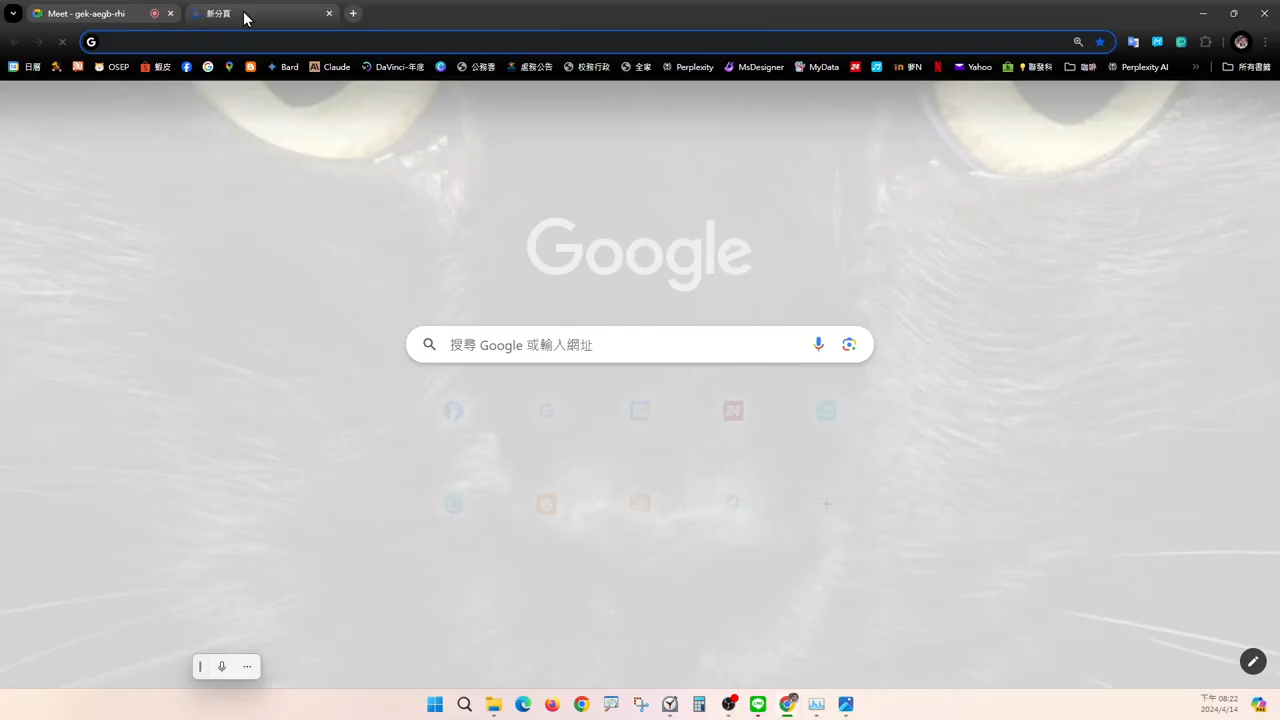 Meet - gek-aegb-rhi
新分頁
日曆
OSEP
蝦皮
Bard
Claude
DaVinci-年底
公務雲
處務公告
校務行政
全家
Perplexity
MsDesigner
MyData
24
夢N
Yahoo
聯發科
咖啡
Perplexity AI
所有書籤
Google
搜尋 Google 或輸入網址
24
下午 08:22
2024/4/14